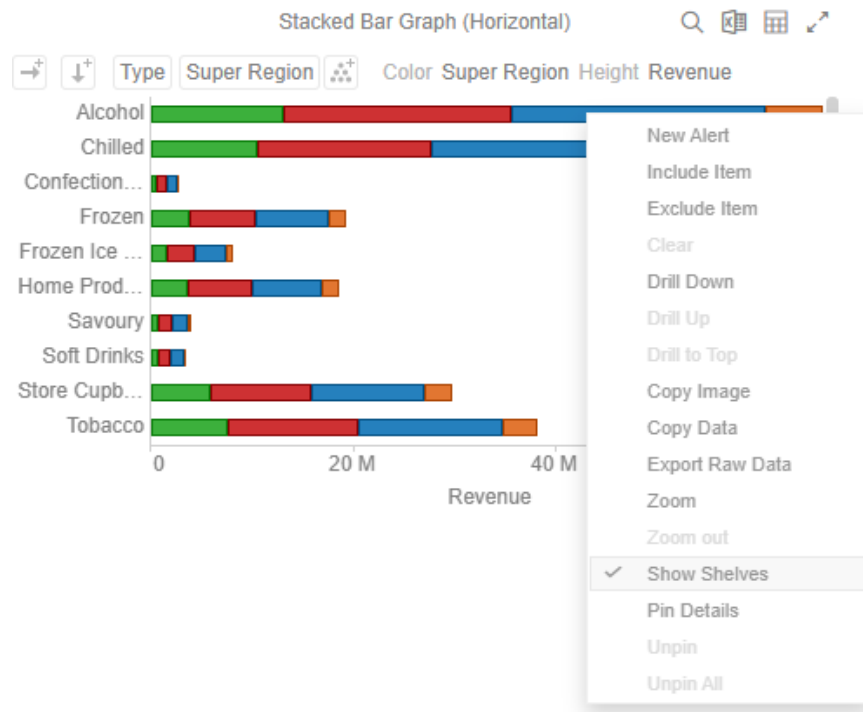 Stacked Bar Graph (Horizontal)
Type Super Region Color Super Region Height Revenue
Alcohol
Chilled
Confection...
Frozen
Frozen Ice ...
Home Prod...
Savoury
Soft Drinks
Store Cupb...
Tobacco
0 20 M 40 M
Revenue
New Alert
Include Item
Exclude Item
Clear
Drill Down
Drill Up
Drill to Top
Copy Image
Copy Data
Export Raw Data
Zoom
Zoom out
Show Shelves
Pin Details
Unpin
Unpin All